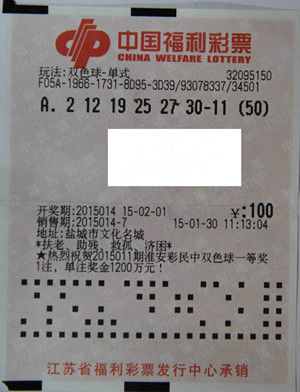 中国福利彩票
CHINA WELFARE LOTTERY
玩法:双色球-单式 32095150
F05A-1966-1731-8D95-3D39/93078337/34501
A. 2 12 19 25 27 30-11 (50)
开奖期:2015014 15-02-01 ¥:100
销售期:2015014-7 15-01-30 11:13:04
地址:盐城市文化名城
*扶老、助残、救孤、济困*
★热烈祝贺2015011期淮安彩民中双色球一等奖
1注,单注奖金1200万元!
江苏省福利彩票发行中心承销